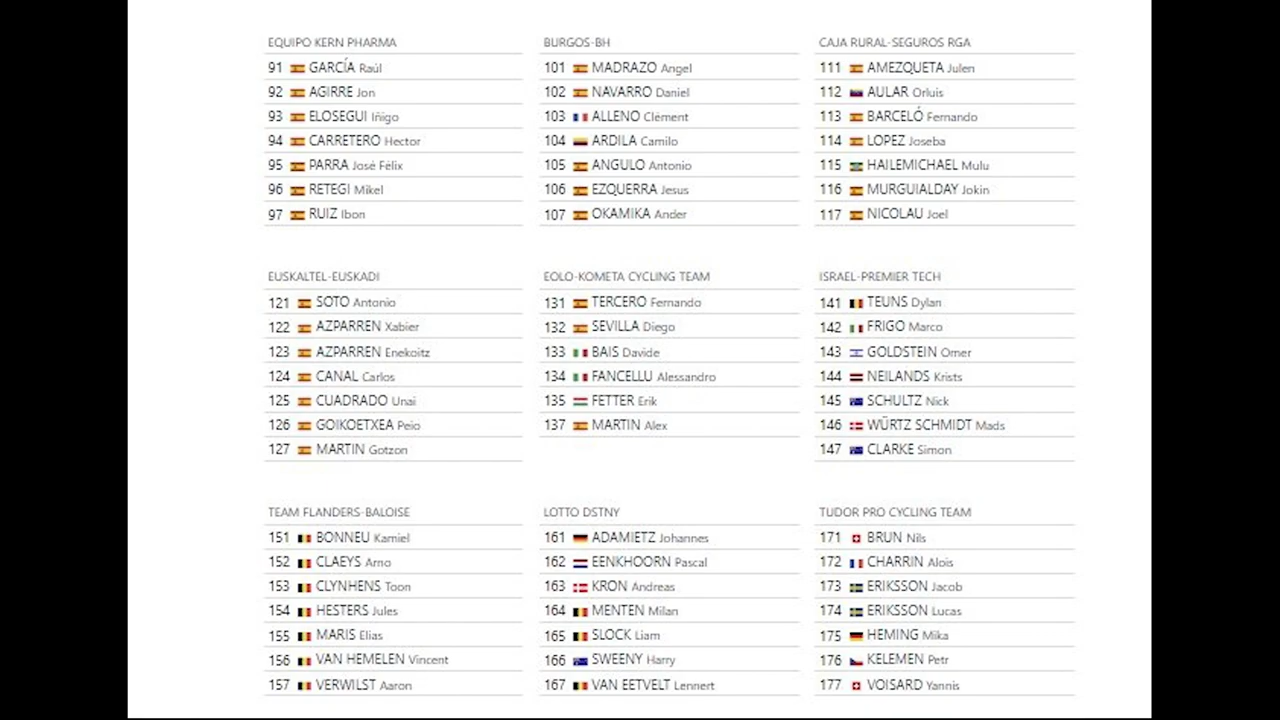 EQUIPO KERN PHARMA
91 GARCÍA Raúl
92 AGIRRE Jon
93 ELOSEGUI Iñigo
94 CARRETERO Hector
95 PARRA José Félix
96 RETEGI Mikel
97 RUIZ Ibon
BURGOS-BH
101 MADRAZO Angel
102 NAVARRO Daniel
103 ALLENO Clément
104 ARDILA Camilo
105 ANGULO Antonio
106 EZQUERRA Jesus
107 OKAMIKA Ander
CAJA RURAL-SEGUROS RGA
111 AMEZQUETA Julen
112 AULAR Orluis
113 BARCELÓ Fernando
114 LOPEZ Joseba
115 HAILEMICHAEL Mulu
116 MURGUIALDAY Jokin
117 NICOLAU Joel
EUSKALTEL-EUSKADI
121 SOTO Antonio
122 AZPARREN Xabier
123 AZPARREN Enekoitz
124 CANAL Carlos
125 CUADRADO Unai
126 GOIKOETXEA Peio
127 MARTIN Gotzon
EOLO-KOMETA CYCLING TEAM
131 TERCERO Fernando
132 SEVILLA Diego
133 BAIS Davide
134 FANCELLU Alessandro
135 FETTER Erik
137 MARTIN Alex
ISRAEL-PREMIER TECH
141 TEUNS Dylan
142 FRIGO Marco
143 GOLDSTEIN Omer
144 NEILANDS Krists
145 SCHULTZ Nick
146 WÜRTZ SCHMIDT Mads
147 CLARKE Simon
TEAM FLANDERS-BALOISE
151 BONNEU Kamiel
152 CLAEYS Arno
153 CLYNHENS Toon
154 HESTERS Jules
155 MARIS Elias
156 VAN HEMELEN Vincent
157 VERWILST Aaron
LOTTO DSTNY
161 ADAMIETZ Johannes
162 EENKHOORN Pascal
163 KRON Andreas
164 MENTEN Milan
165 SLOCK Liam
166 SWEENY Harry
167 VAN EETVELT Lennert
TUDOR PRO CYCLING TEAM
171 BRUN Nils
172 CHARRIN Alois
173 ERIKSSON Jacob
174 ERIKSSON Lucas
175 HEMING Mika
176 KELEMEN Petr
177 VOISARD Yannis